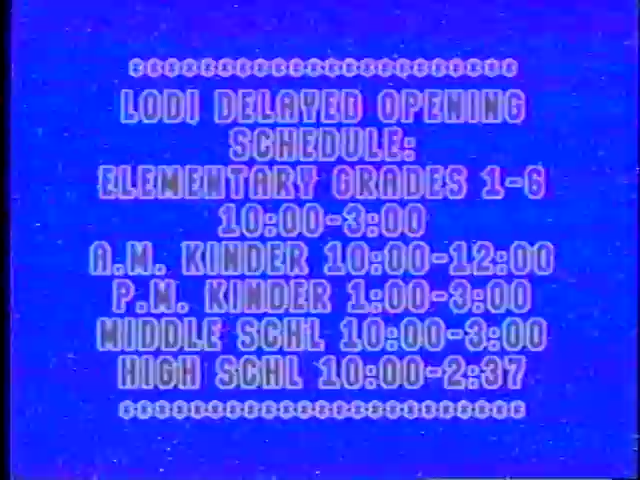 **********************
LODI DELAYED OPENING
SCHEDULE:
ELEMENTARY GRADES 1-6
10:00-3:00
A.M. KINDER 10:00-12:00
P.M. KINDER 1:00-3:00
MIDDLE SCHL 10:00-3:00
HIGH SCHL 10:00-2:37
***********************